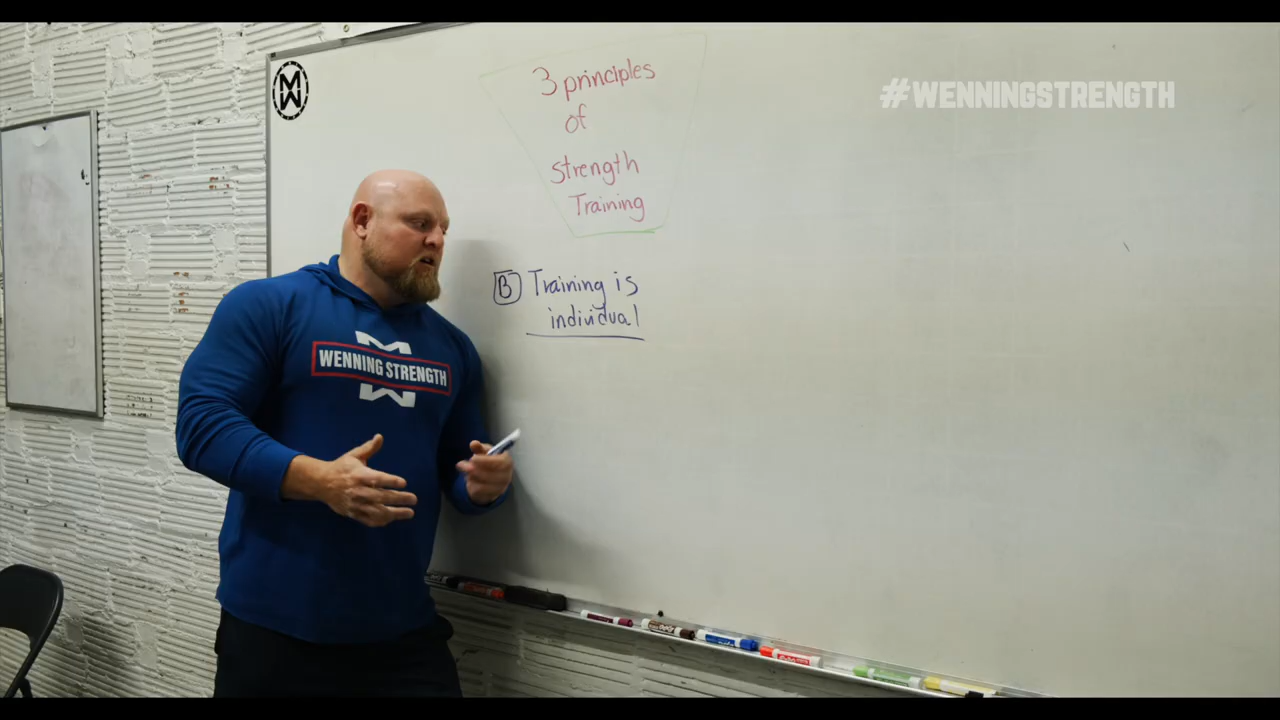 #WENNINGSTRENGTH
3 principles
of
strength
Training
B Training is
individual
WENNING STRENGTH